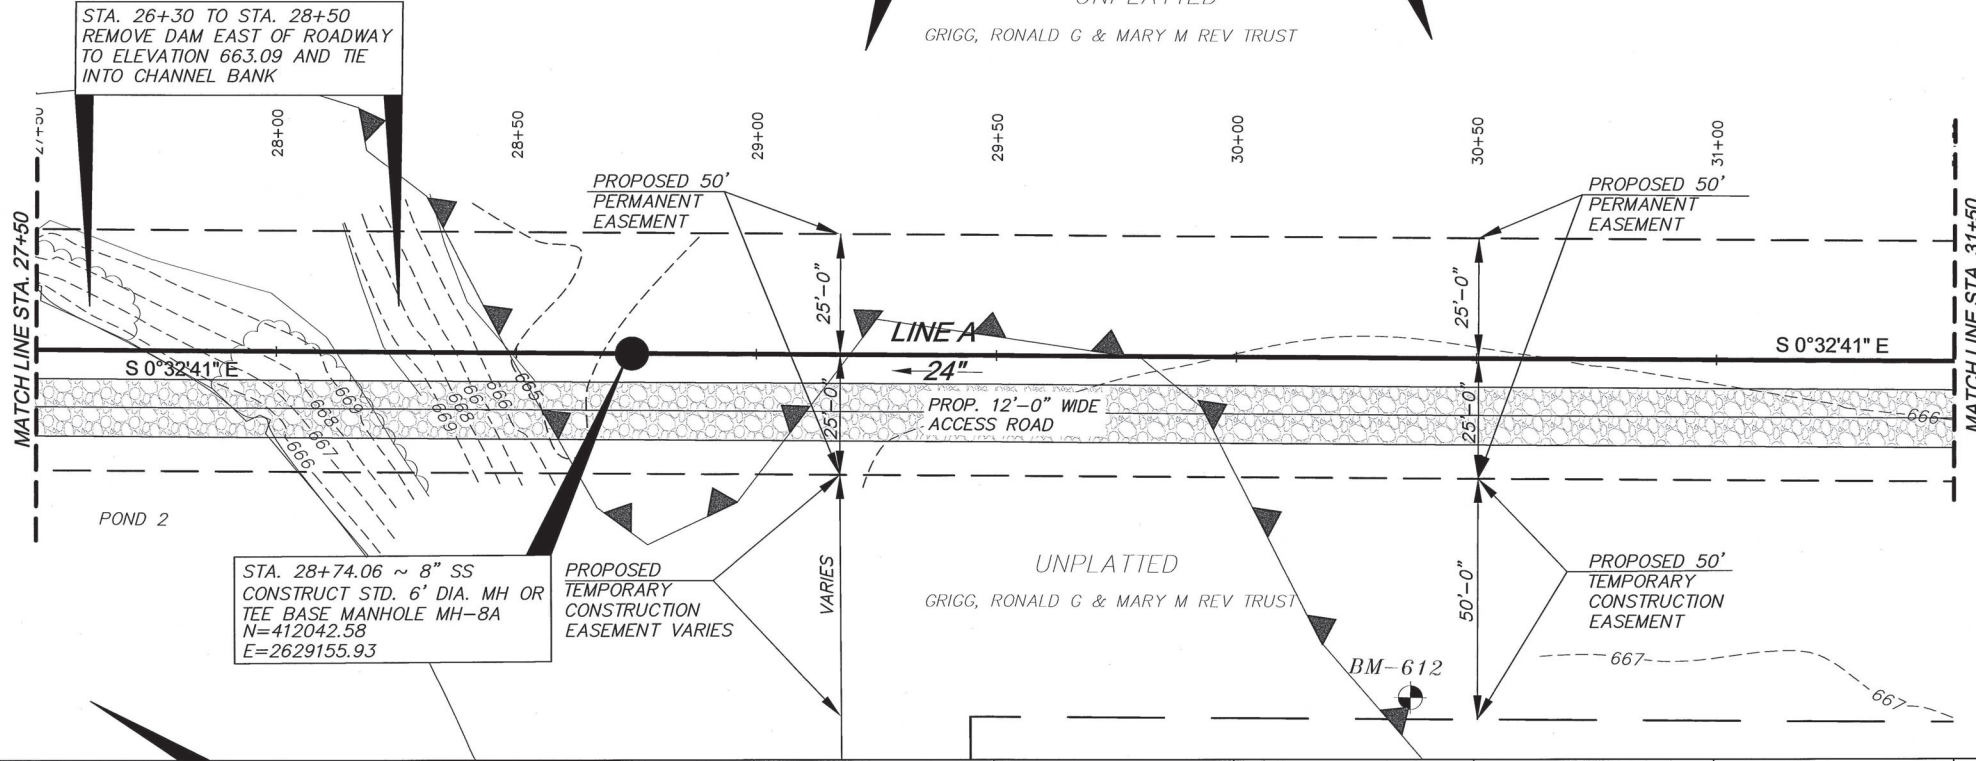 STA. 26+30 TO STA. 28+50
REMOVE DAM EAST OF ROADWAY
TO ELEVATION 663.09 AND TIE
INTO CHANNEL BANK
UNPLATTED
GRIGG, RONALD G & MARY M REV TRUST
27+50
28+00
28+50
29+00
29+50
30+00
30+50
31+00
PROPOSED 50'
PERMANENT
EASEMENT
PROPOSED 50'
PERMANENT
EASEMENT
MATCH LINE STA. 27+50
MATCH LINE STA. 31+50
25'-0"
25'-0"
LINE A
S 0°32'41" E
S 0°32'41" E
24"
25'-0"
25'-0"
PROP. 12'-0" WIDE
ACCESS ROAD
669
668
667
666
669
668
666
665
666
POND 2
STA. 28+74.06 ~ 8" SS
CONSTRUCT STD. 6' DIA. MH OR
TEE BASE MANHOLE MH-8A
N=412042.58
E=2629155.93
PROPOSED
TEMPORARY
CONSTRUCTION
EASEMENT VARIES
VARIES
UNPLATTED
GRIGG, RONALD G & MARY M REV TRUST
50'-0"
PROPOSED 50'
TEMPORARY
CONSTRUCTION
EASEMENT
BM-612
667
667